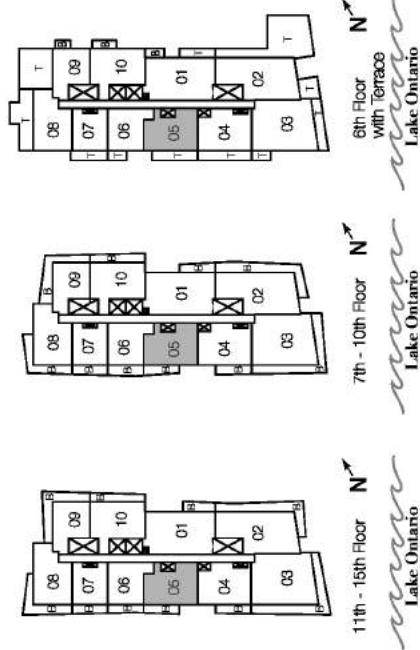 B
08
09
B
B
07
10
B
06
01
05
B
B
04
02
B
03
11th - 15th Floor
N
Lake Ontario
B
08
09
B
B
07
10
B
06
01
05
B
B
04
02
B
03
7th - 10th Floor
N
Lake Ontario
T
T
B
08
09
07
10
B
T
06
01
B
T
05
T
T
04
02
T
T
03
T
6th Floor
with Terrace
N
Lake Ontario